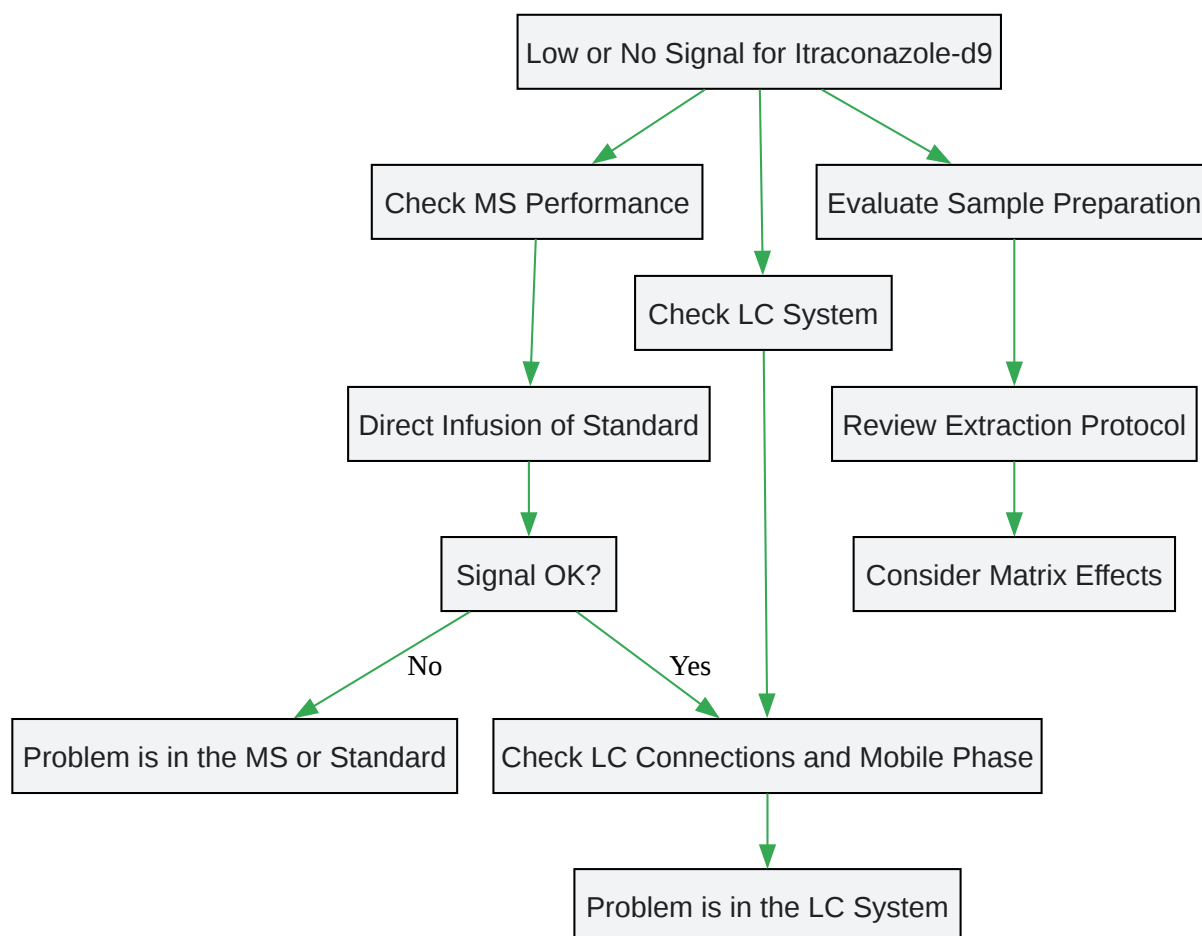 Low or No Signal for Itraconazole-d9
Check MS Performance
Evaluate Sample Preparation
Check LC System
Direct Infusion of Standard
Review Extraction Protocol
Signal OK?
Consider Matrix Effects
No
Yes
Problem is in the MS or Standard
Check LC Connections and Mobile Phase
Problem is in the LC System